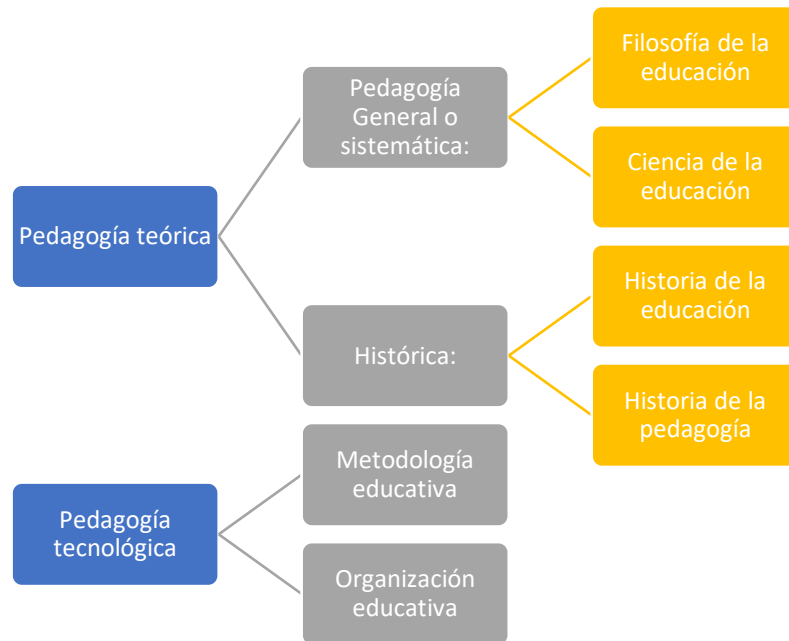 Pedagogía teórica
Pedagogía
General o
sistemática:
Filosofía de la
educación
Ciencia de la
educación
Histórica:
Historia de la
educación
Historia de la
pedagogía
Pedagogía
tecnológica
Metodología
educativa
Organización
educativa